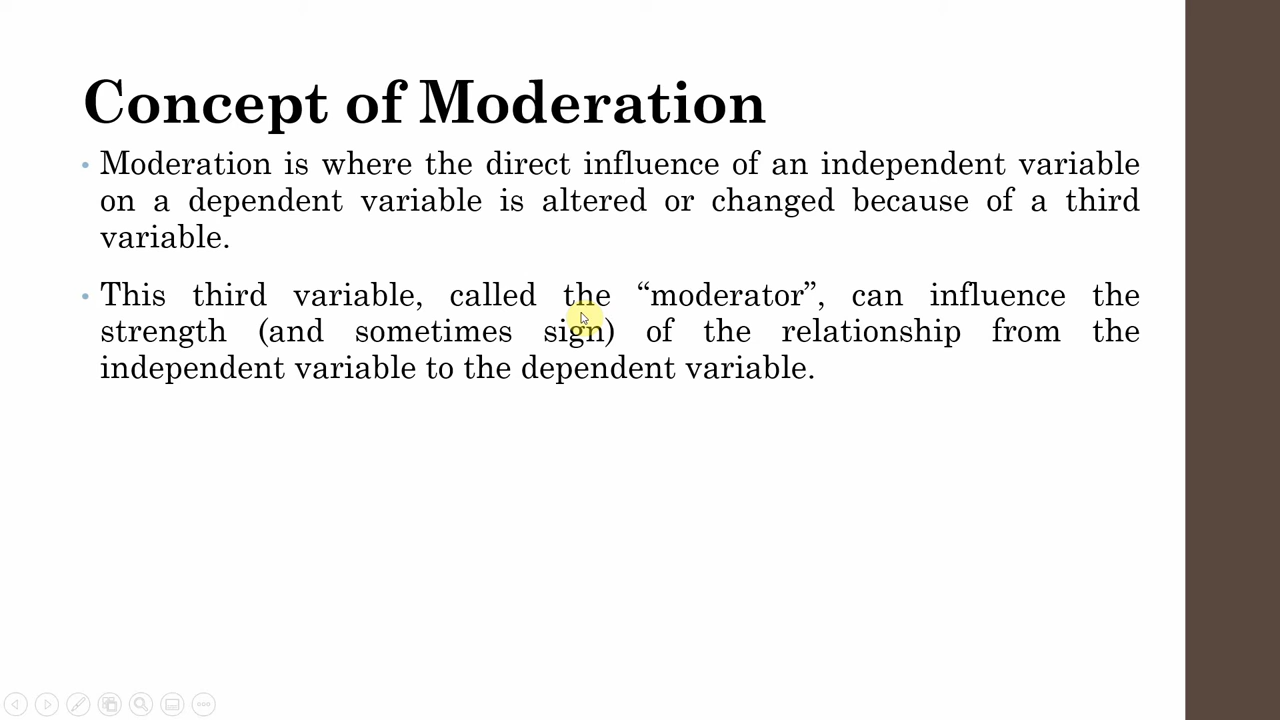 Concept of Moderation
• Moderation is where the direct influence of an independent variable
on a dependent variable is altered or changed because of a third
variable.
• This third variable, called the “moderator”, can influence the
strength (and sometimes sign) of the relationship from the
independent variable to the dependent variable.